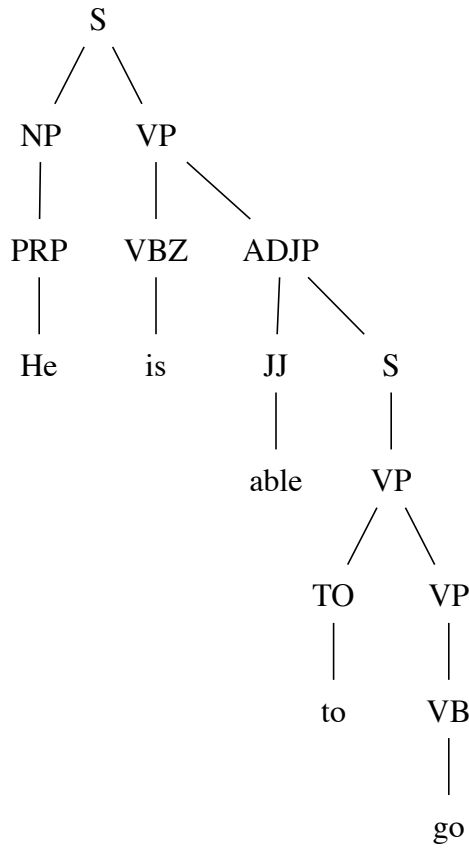 S
NP VP
PRP VBZ ADJP
He is JJ S
able VP
TO VP
to VB
go